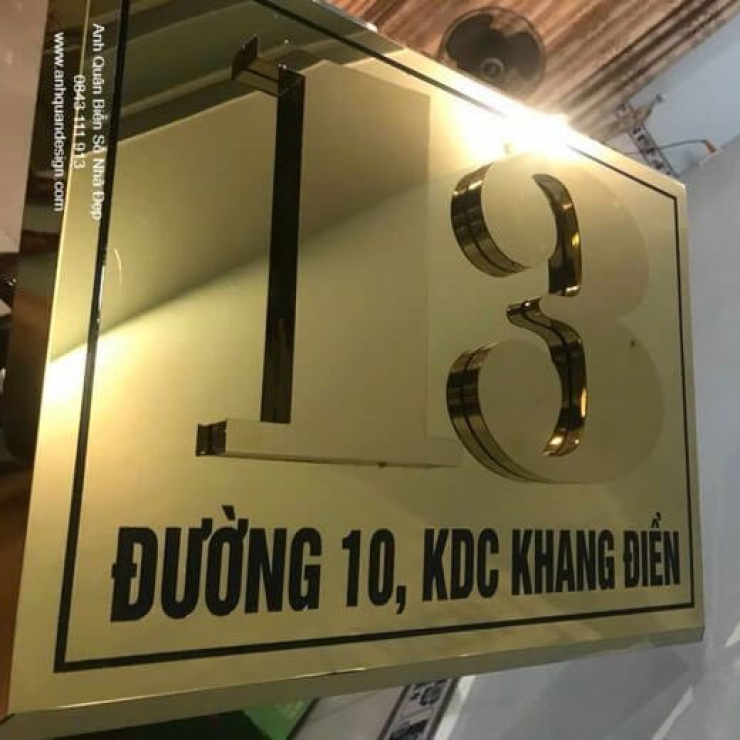 13
ĐƯỜNG 10, KDC KHANG ĐIỀN
Anh Quân Biển Số Nhà Đẹp
0843.111.913
www.anhquandesign.com